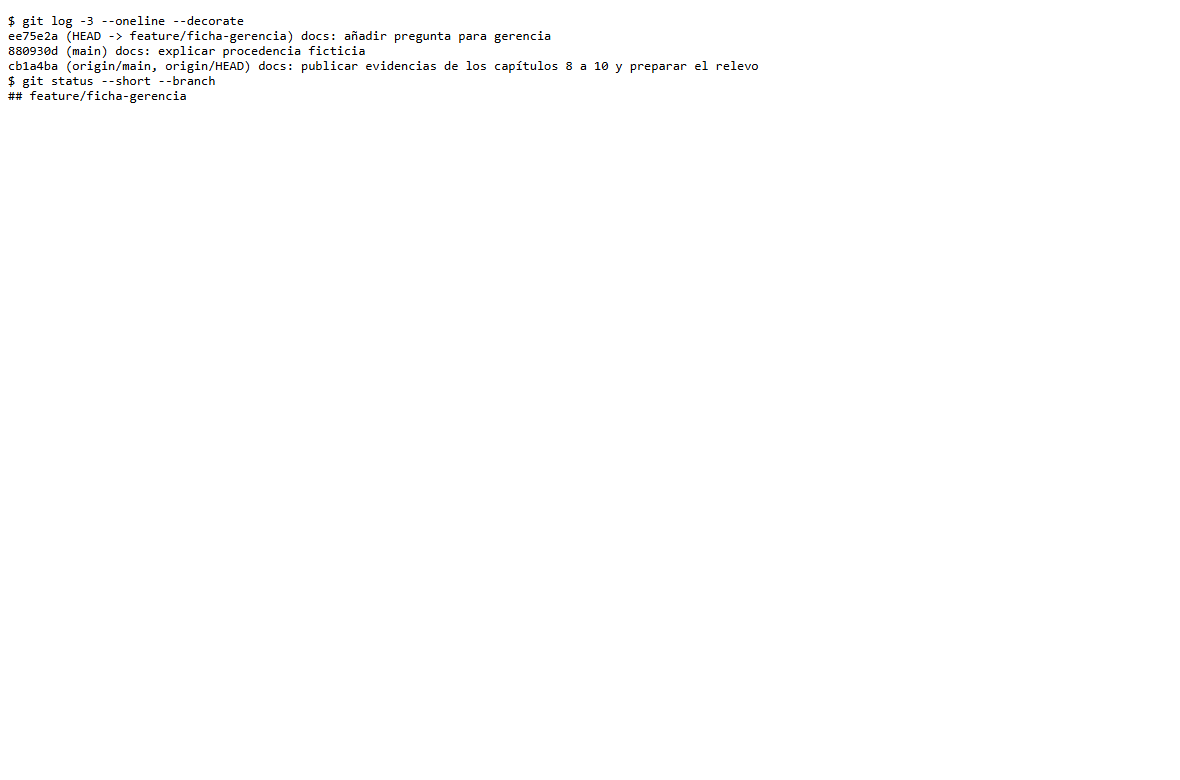 $ git log -3 --oneline --decorate
ee75e2a (HEAD -> feature/ficha-gerencia) docs: añadir pregunta para gerencia
880930d (main) docs: explicar procedencia ficticia
cb1a4ba (origin/main, origin/HEAD) docs: publicar evidencias de los capítulos 8 a 10 y preparar el relevo
$ git status --short --branch
## feature/ficha-gerencia